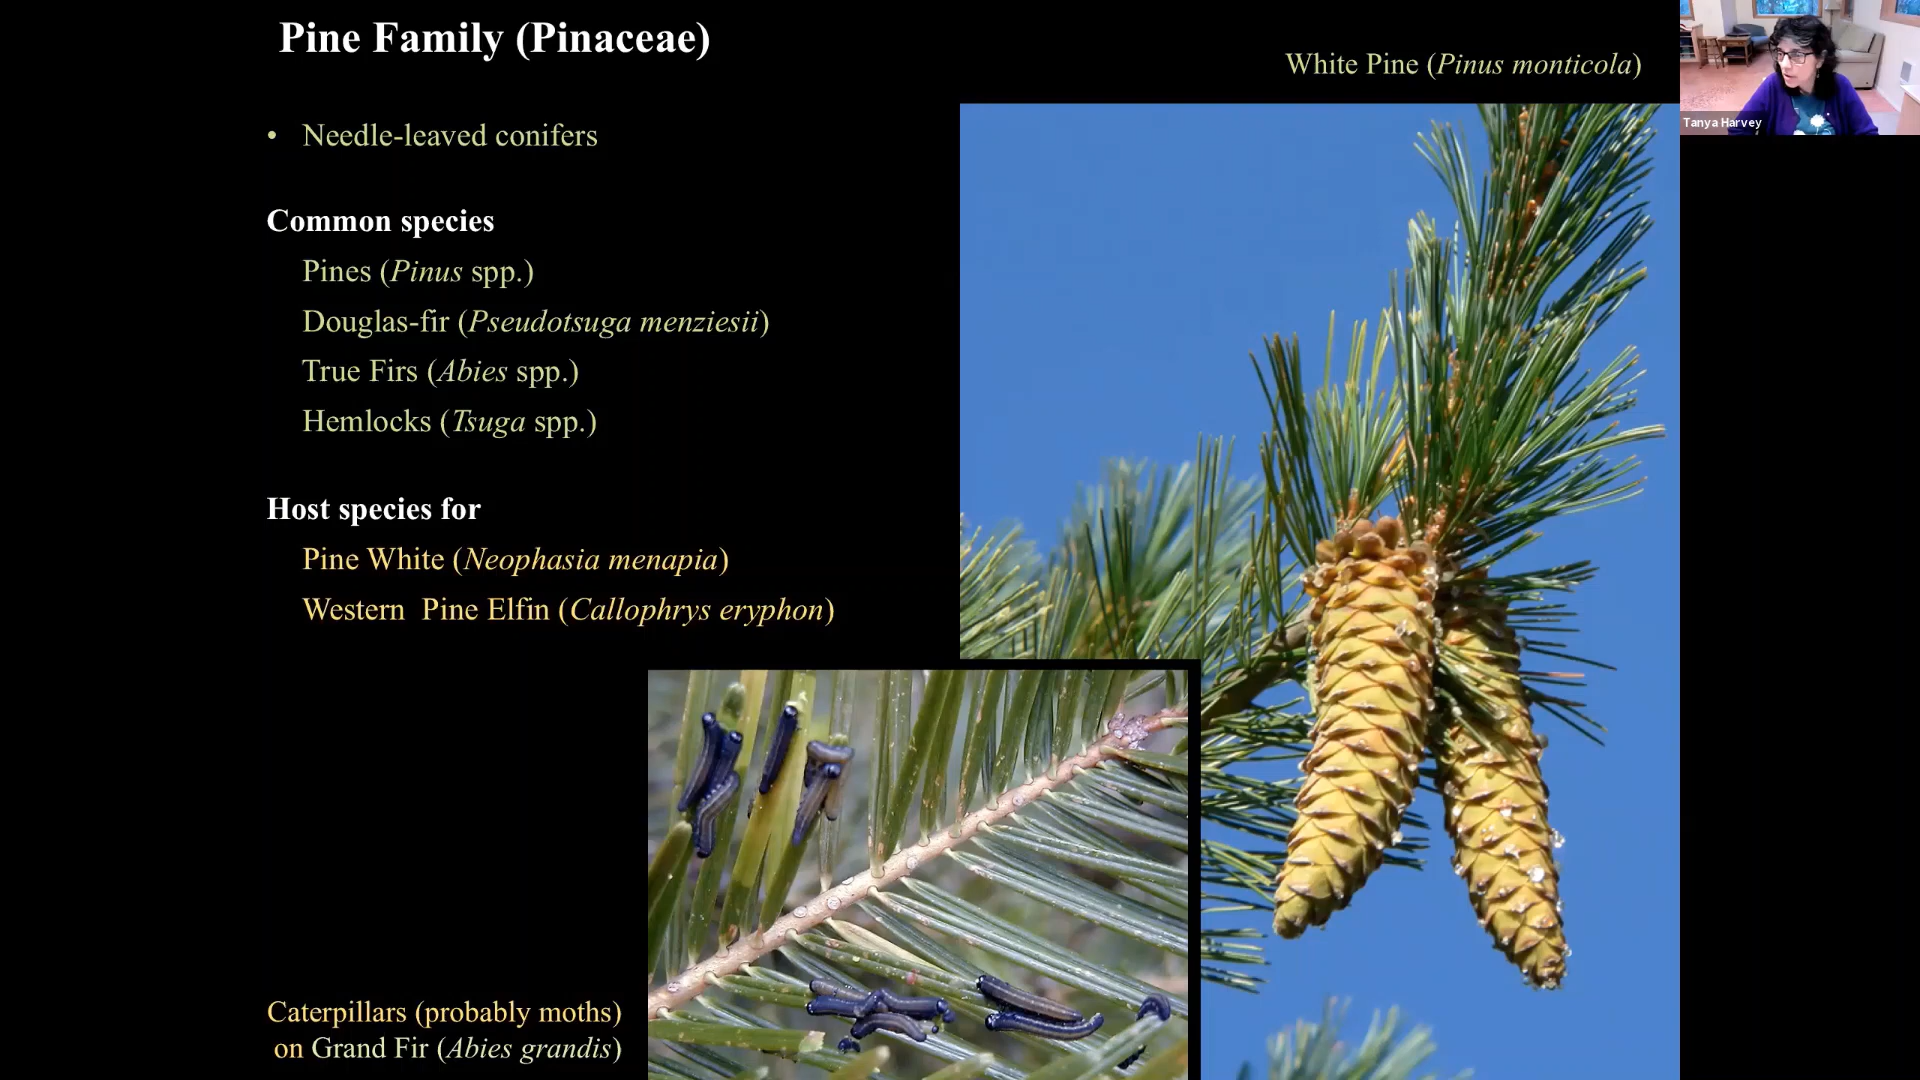 Pine Family (Pinaceae)
White Pine (Pinus monticola)
Tanya Harvey
• Needle-leaved conifers
Common species
Pines (Pinus spp.)
Douglas-fir (Pseudotsuga menziesii)
True Firs (Abies spp.)
Hemlocks (Tsuga spp.)
Host species for
Pine White (Neophasia menapia)
Western Pine Elfin (Callophrys eryphon)
Caterpillars (probably moths)
on Grand Fir (Abies grandis)